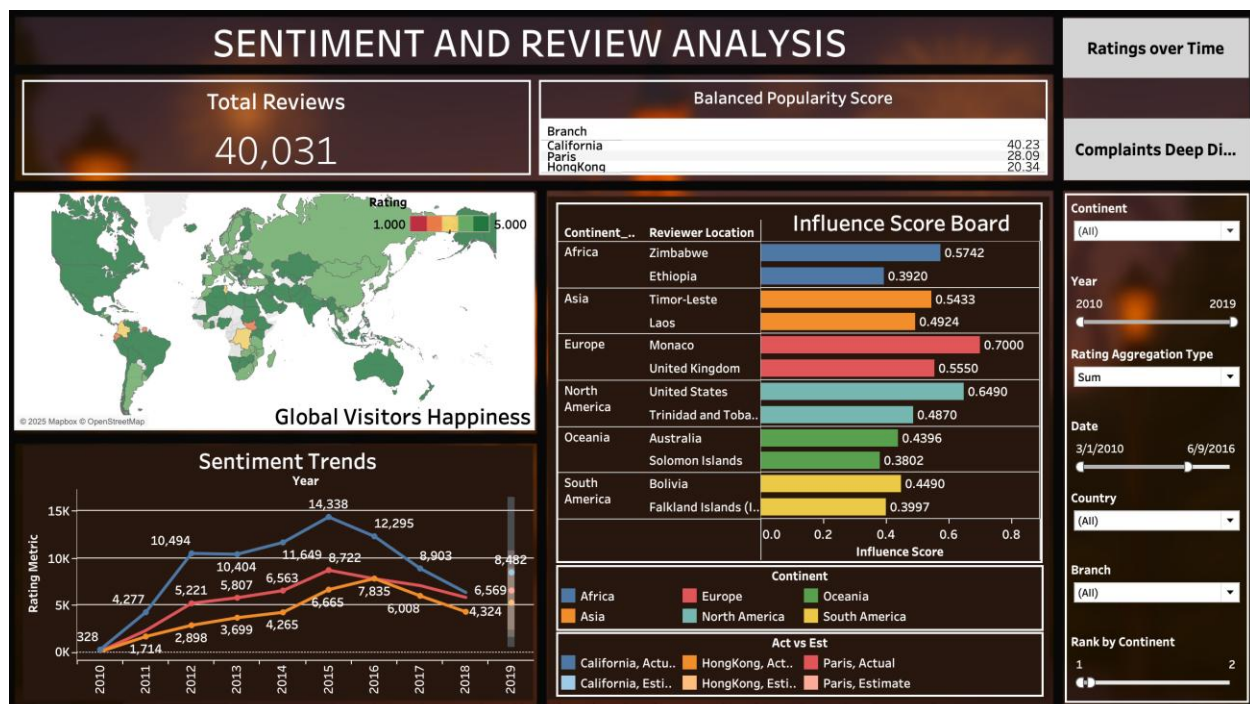 SENTIMENT AND REVIEW ANALYSIS
Ratings over Time
Complaints Deep Di...
Total Reviews
40,031
Balanced Popularity Score
Branch
California 40.23
Paris 28.09
HongKong 20.34
Rating
1.000 5.000
© 2025 Mapbox © OpenStreetMap
Global Visitors Happiness
Influence Score Board
Continent_.. Reviewer Location
Africa Zimbabwe 0.5742
Ethiopia 0.3920
Asia Timor-Leste 0.5433
Laos 0.4924
Europe Monaco 0.7000
United Kingdom 0.5550
North America United States 0.6490
Trinidad and Toba.. 0.4870
Oceania Australia 0.4396
Solomon Islands 0.3802
South America Bolivia 0.4490
Falkland Islands (I.. 0.3997
0.0 0.2 0.4 0.6 0.8
Influence Score
Continent
Africa Europe Oceania
Asia North America South America
Act vs Est
California, Actu.. HongKong, Act.. Paris, Actual
California, Esti.. HongKong, Esti.. Paris, Estimate
Sentiment Trends
Year
Rating Metric
15K
10K
5K
0K
14,338
12,295
10,494
10,404
11,649
8,722
8,903
8,482
4,277
5,221
5,807
6,563
6,665
7,835
6,008
6,569
4,324
328
1,714
2,898
3,699
4,265
2010 2011 2012 2013 2014 2015 2016 2017 2018 2019
Continent
(All)
Year
2010 2019
Rating Aggregation Type
Sum
Date
3/1/2010 6/9/2016
Country
(All)
Branch
(All)
Rank by Continent
1 2